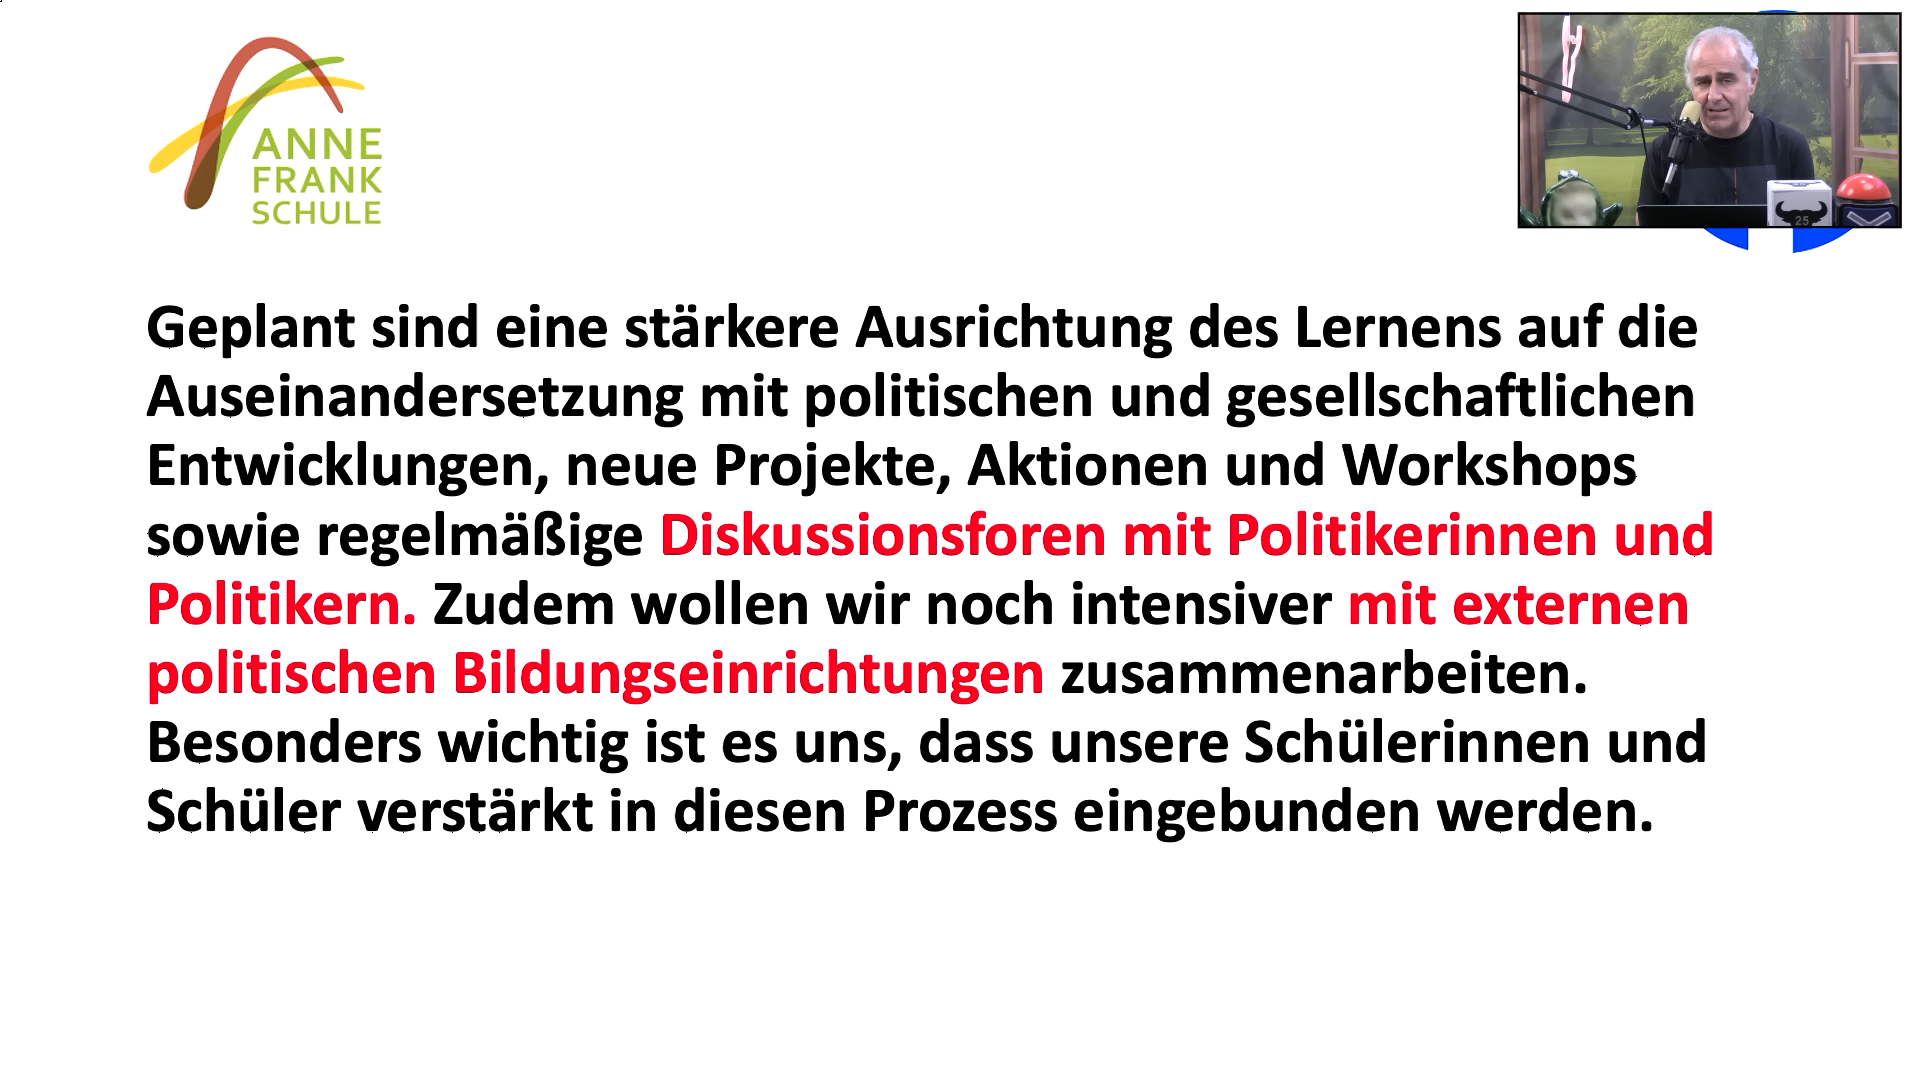 ANNE
FRANK
SCHULE
25
Geplant sind eine stärkere Ausrichtung des Lernens auf die
Auseinandersetzung mit politischen und gesellschaftlichen
Entwicklungen, neue Projekte, Aktionen und Workshops
sowie regelmäßige Diskussionsforen mit Politikerinnen und
Politikern. Zudem wollen wir noch intensiver mit externen
politischen Bildungseinrichtungen zusammenarbeiten.
Besonders wichtig ist es uns, dass unsere Schülerinnen und
Schüler verstärkt in diesen Prozess eingebunden werden.